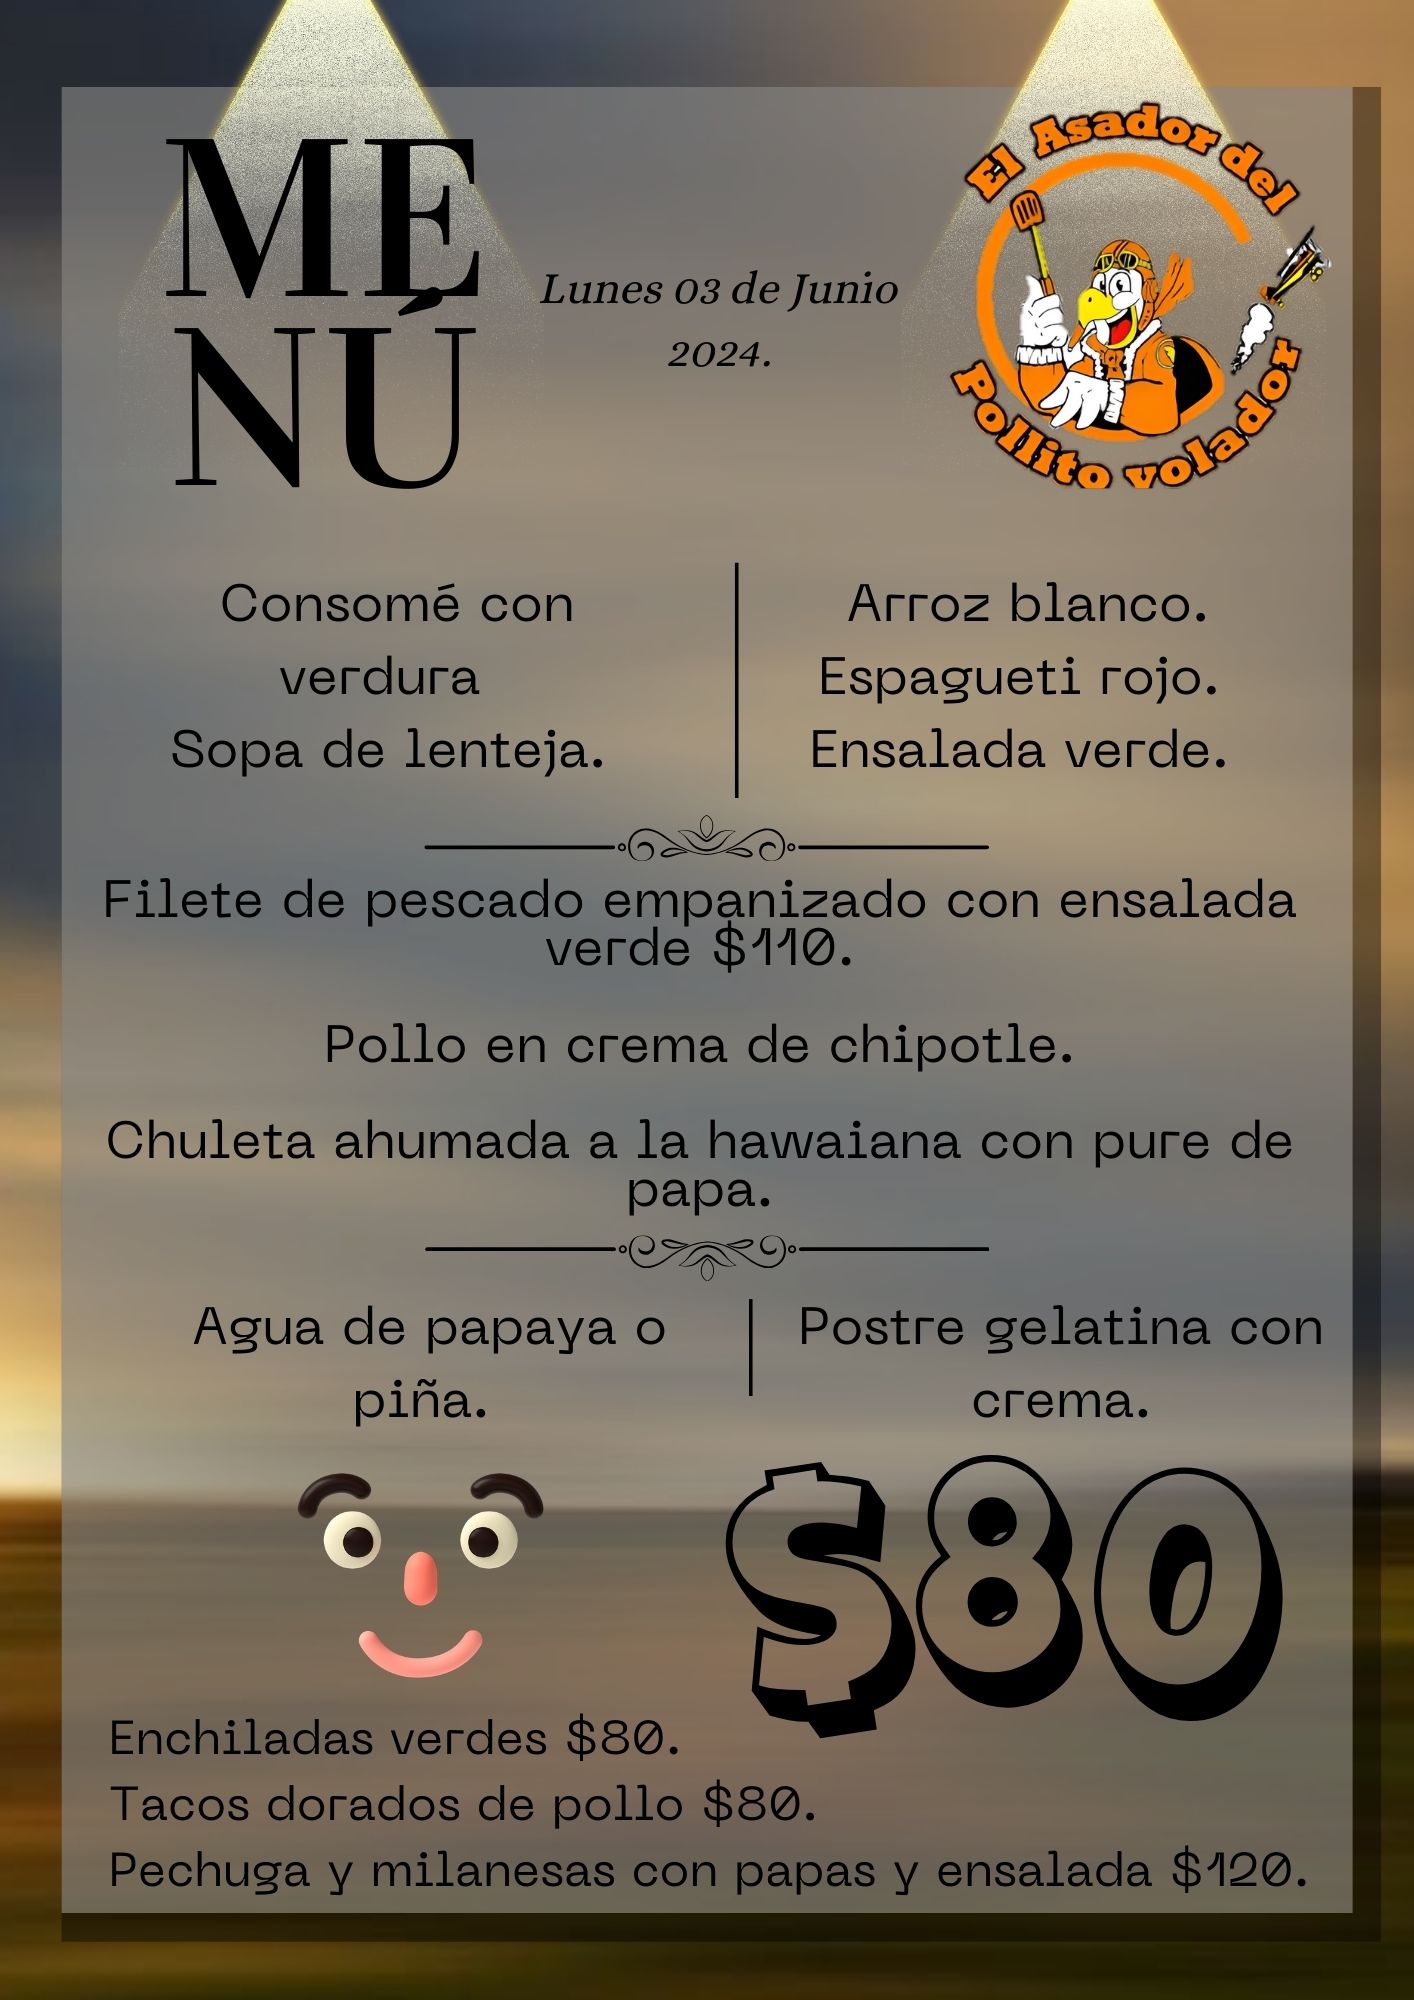 ME
NÚ
Lunes 03 de Junio
2024.
El Asador del
Pollito volador
Consomé con
verdura
Sopa de lenteja.
Arroz blanco.
Espagueti rojo.
Ensalada verde.
Filete de pescado empanizado con ensalada
verde $110.
Pollo en crema de chipotle.
Chuleta ahumada a la hawaiana con pure de
papa.
Agua de papaya o
piña.
Postre gelatina con
crema.
$80
Enchiladas verdes $80.
Tacos dorados de pollo $80.
Pechuga y milanesas con papas y ensalada $120.